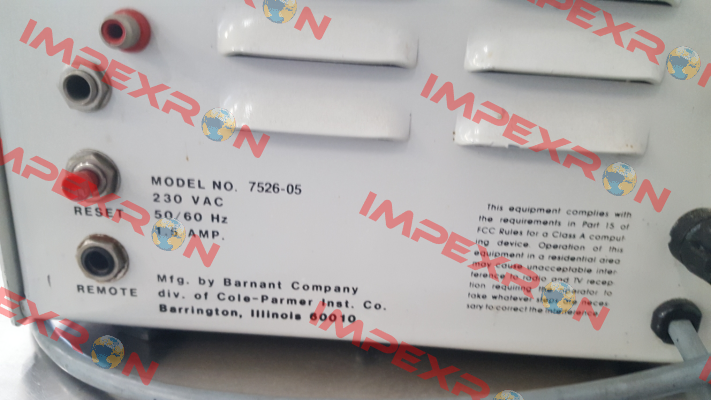 MODEL NO. 7526-05
230 VAC
50/60 Hz
1.5 AMP.
RESET
REMOTE
Mfg. by Barnant Company
div. of Cole-Parmer Inst. Co.
Barrington, Illinois 60010
This equipment complies with
the requirements in Part 15 of
FCC Rules for a Class A comput-
ing device. Operation of this
equipment in a residential area
may cause unacceptable inter-
ference to radio and TV recep-
tion requiring the operator to
take whatever steps are neces-
sary to correct the interference.
IMPEXRON
IMPEXRON
IMPEXRON
IMPEXRON
IMPEXRON
IMPEXRON
IMPEXRON